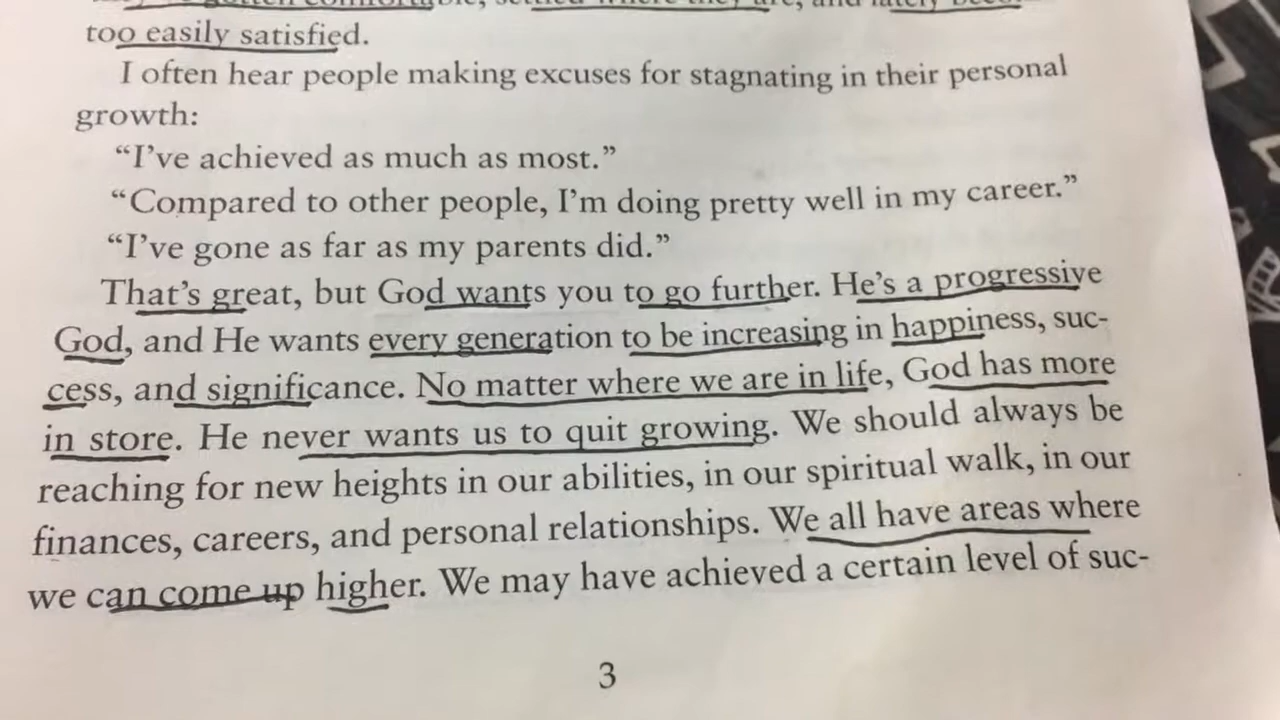 are, and lately
too easily satisfied.
I often hear people making excuses for stagnating in their personal
growth:
“I’ve achieved as much as most.”
“Compared to other people, I’m doing pretty well in my career.”
“I’ve gone as far as my parents did.”
That’s great, but God wants you to go further. He’s a progressive
God, and He wants every generation to be increasing in happiness, suc-
cess, and significance. No matter where we are in life, God has more
in store. He never wants us to quit growing. We should always be
reaching for new heights in our abilities, in our spiritual walk, in our
finances, careers, and personal relationships. We all have areas where
we can come up higher. We may have achieved a certain level of suc-
3